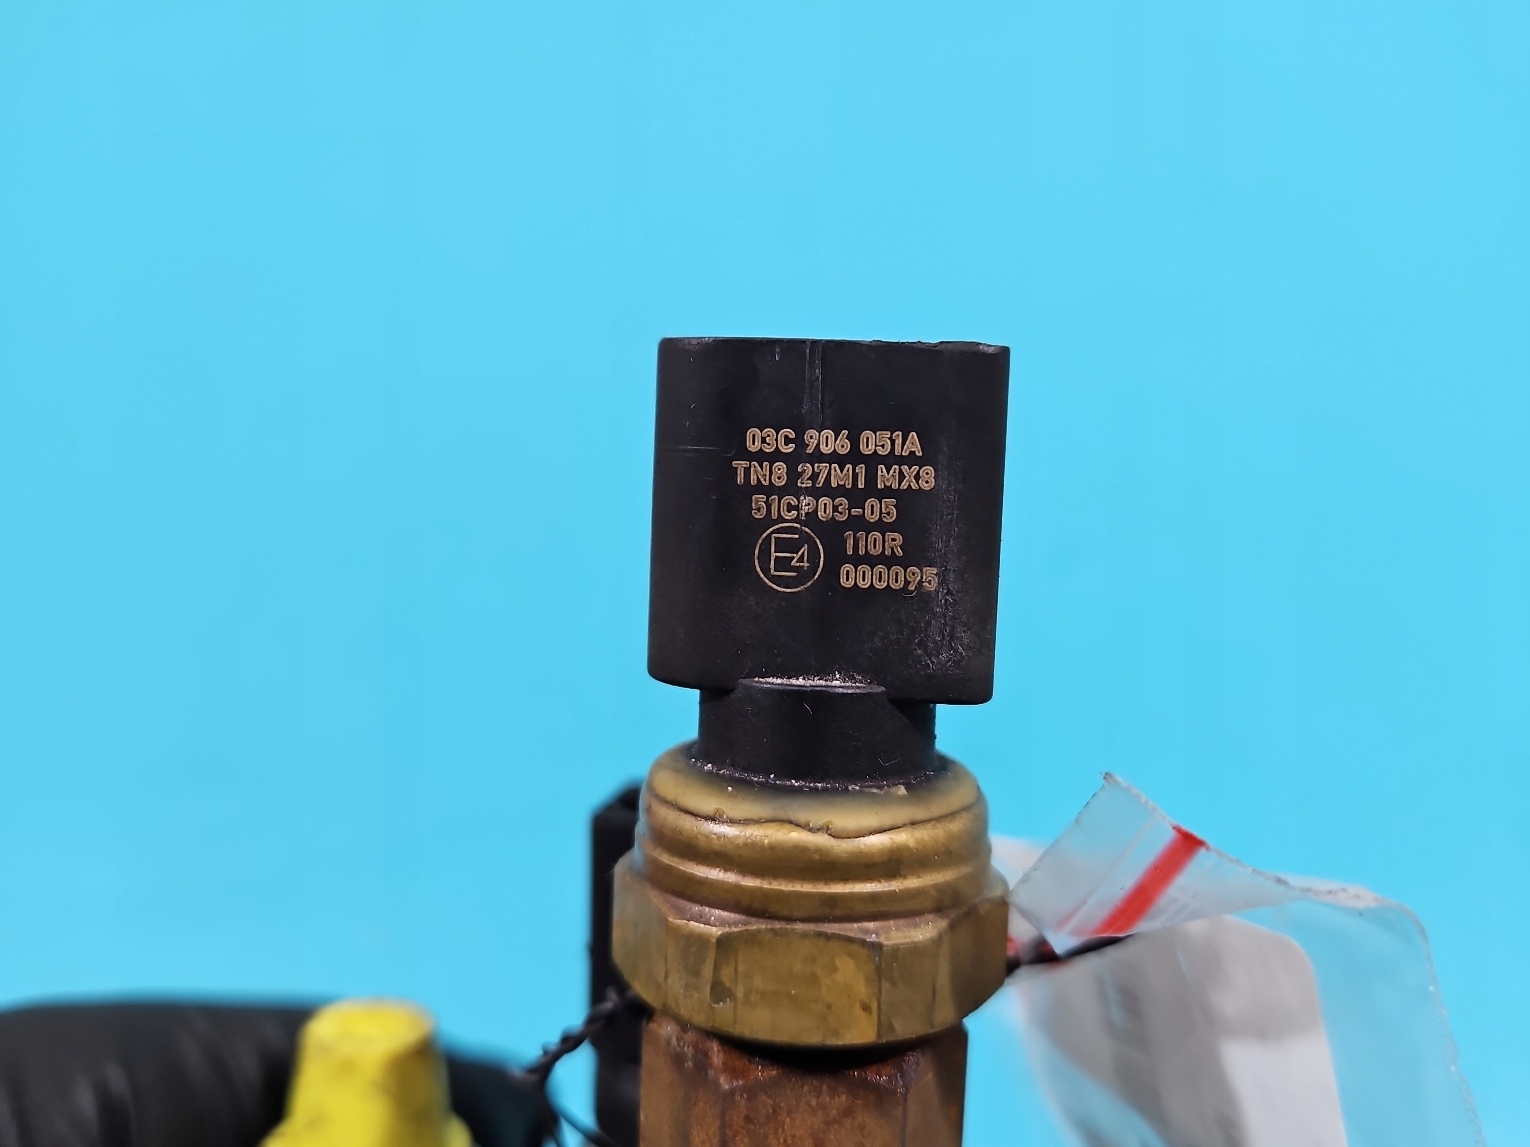 03C 906 051A
TN8 27M1 MX8
51CP03-05
E4 110R
000095